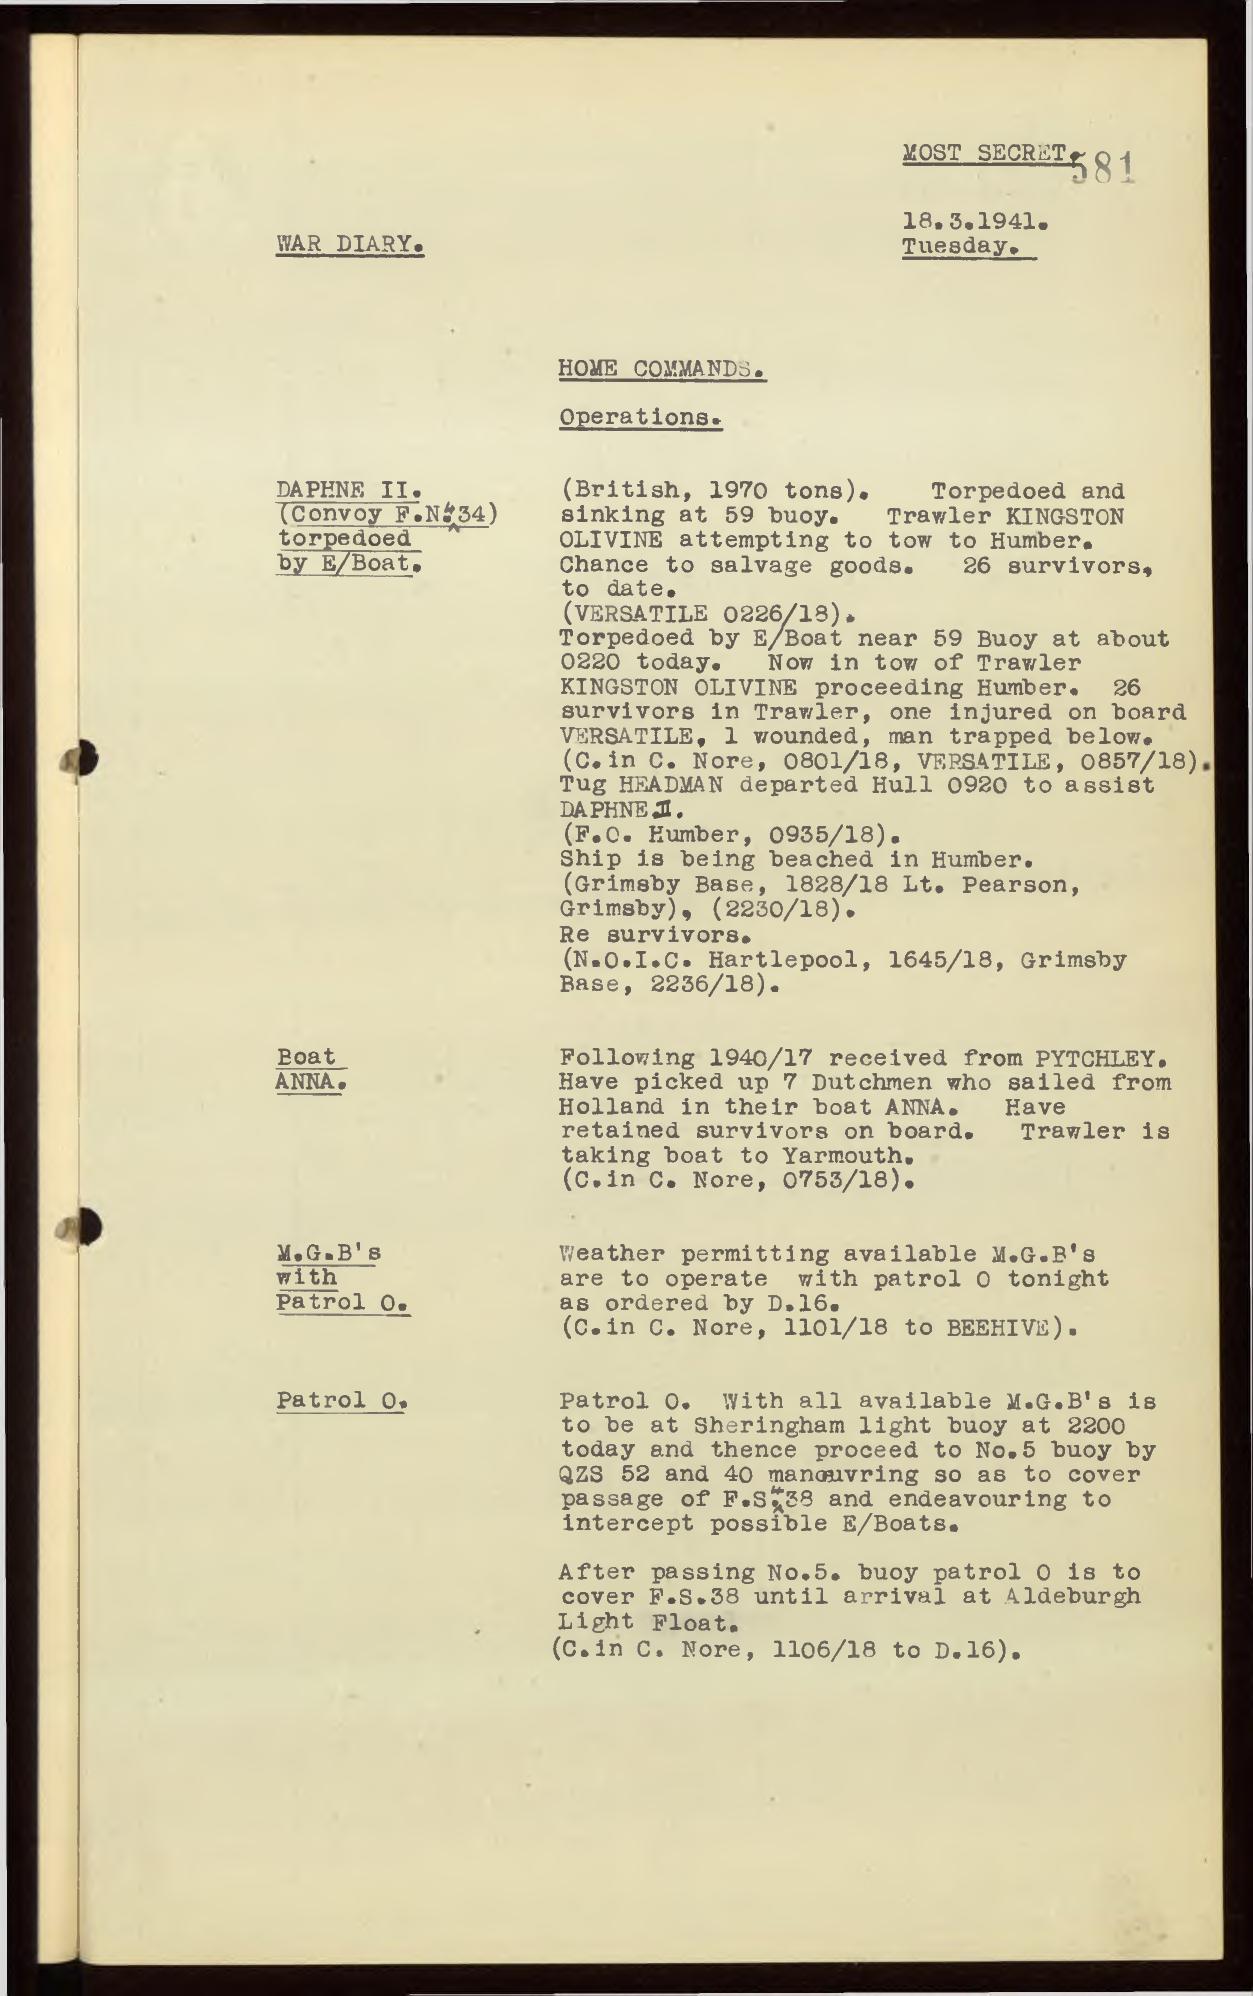 MOST SECRET.
581
18.3.1941.
Tuesday.
WAR DIARY.
HOME COMMANDS.
Operations.
DAPHNE II.
(Convoy F.N.34)
torpedoed
by E/Boat.
(British, 1970 tons). Torpedoed and
sinking at 59 buoy. Trawler KINGSTON
OLIVINE attempting to tow to Humber.
Chance to salvage goods. 26 survivors,
to date.
(VERSATILE 0226/18).
Torpedoed by E/Boat near 59 Buoy at about
0220 today. Now in tow of Trawler
KINGSTON OLIVINE proceeding Humber. 26
survivors in Trawler, one injured on board
VERSATILE, 1 wounded, man trapped below.
(C.in C. Nore, 0801/18, VERSATILE, 0857/18).
Tug HEADMAN departed Hull 0920 to assist
DAPHNE II.
(F.O. Humber, 0935/18).
Ship is being beached in Humber.
(Grimsby Base, 1828/18 Lt. Pearson,
Grimsby), (2230/18).
Re survivors.
(N.O.I.C. Hartlepool, 1645/18, Grimsby
Base, 2236/18).
Boat
ANNA.
Following 1940/17 received from PYTCHLEY.
Have picked up 7 Dutchmen who sailed from
Holland in their boat ANNA. Have
retained survivors on board. Trawler is
taking boat to Yarmouth.
(C.in C. Nore, 0753/18).
M.G.B's
with
Patrol O.
Weather permitting available M.G.B's
are to operate with patrol O tonight
as ordered by D.16.
(C.in C. Nore, 1101/18 to BEEHIVE).
Patrol O.
Patrol O. With all available M.G.B's is
to be at Sheringham light buoy at 2200
today and thence proceed to No.5 buoy by
QZS 52 and 40 manœuvring so as to cover
passage of F.S.38 and endeavouring to
intercept possible E/Boats.
After passing No.5. buoy patrol O is to
cover F.S.38 until arrival at Aldeburgh
Light Float.
(C.in C. Nore, 1106/18 to D.16).